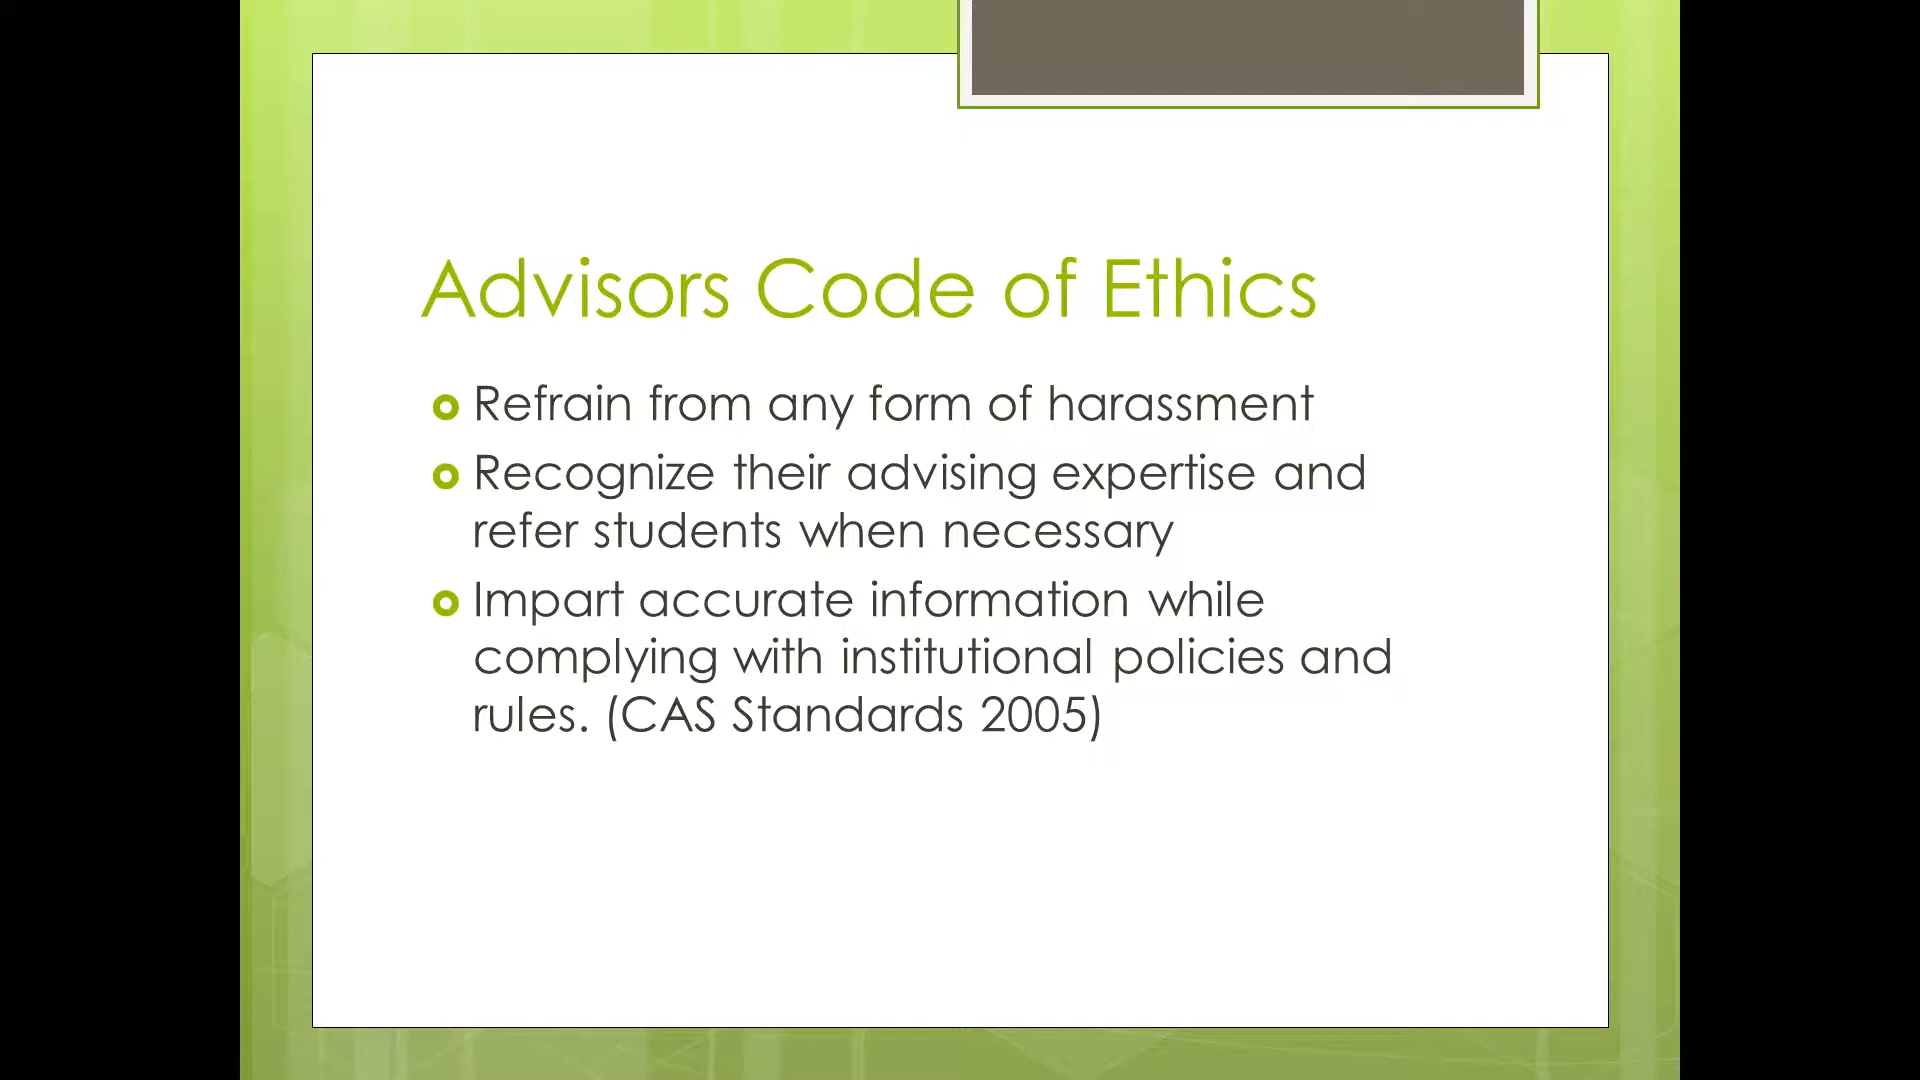 Advisors Code of Ethics
Refrain from any form of harassment
Recognize their advising expertise and
refer students when necessary
Impart accurate information while
complying with institutional policies and
rules. (CAS Standards 2005)